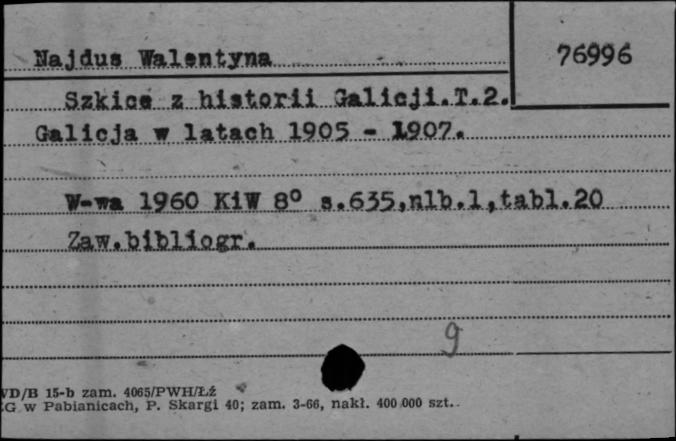 Najdus Walentyna
76996
Szkice z historii Galicji.T.2.
Galicja w latach 1905 - 1907.
W-wa 1960 KiW 8° s.635,nlb.1,tabl.20
Zaw.bibliogr.
9
WD/B 15-b zam. 4065/PWH/Łź
ZG w Pabianicach, P. Skargi 40; zam. 3-66, nakł. 400 000 szt.